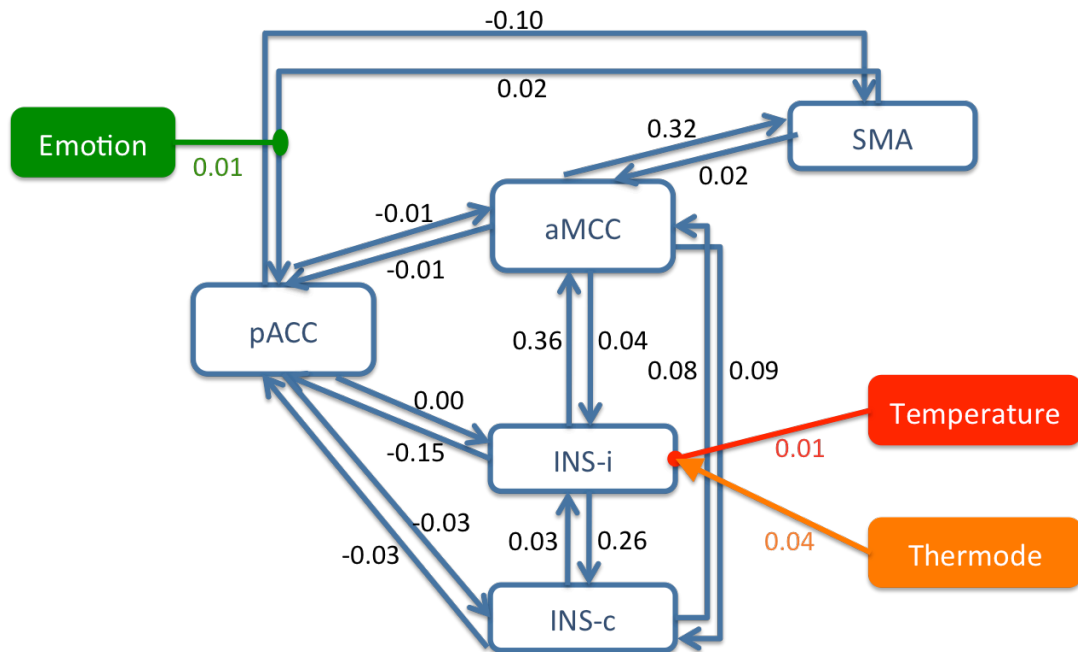 -0.10
0.02
Emotion
0.01
0.32
SMA
0.02
-0.01
aMCC
-0.01
pACC
0.36
0.04
0.08
0.09
0.00
Temperature
-0.15
INS-i
0.01
-0.03
-0.03
0.03
0.26
0.04
Thermode
INS-c